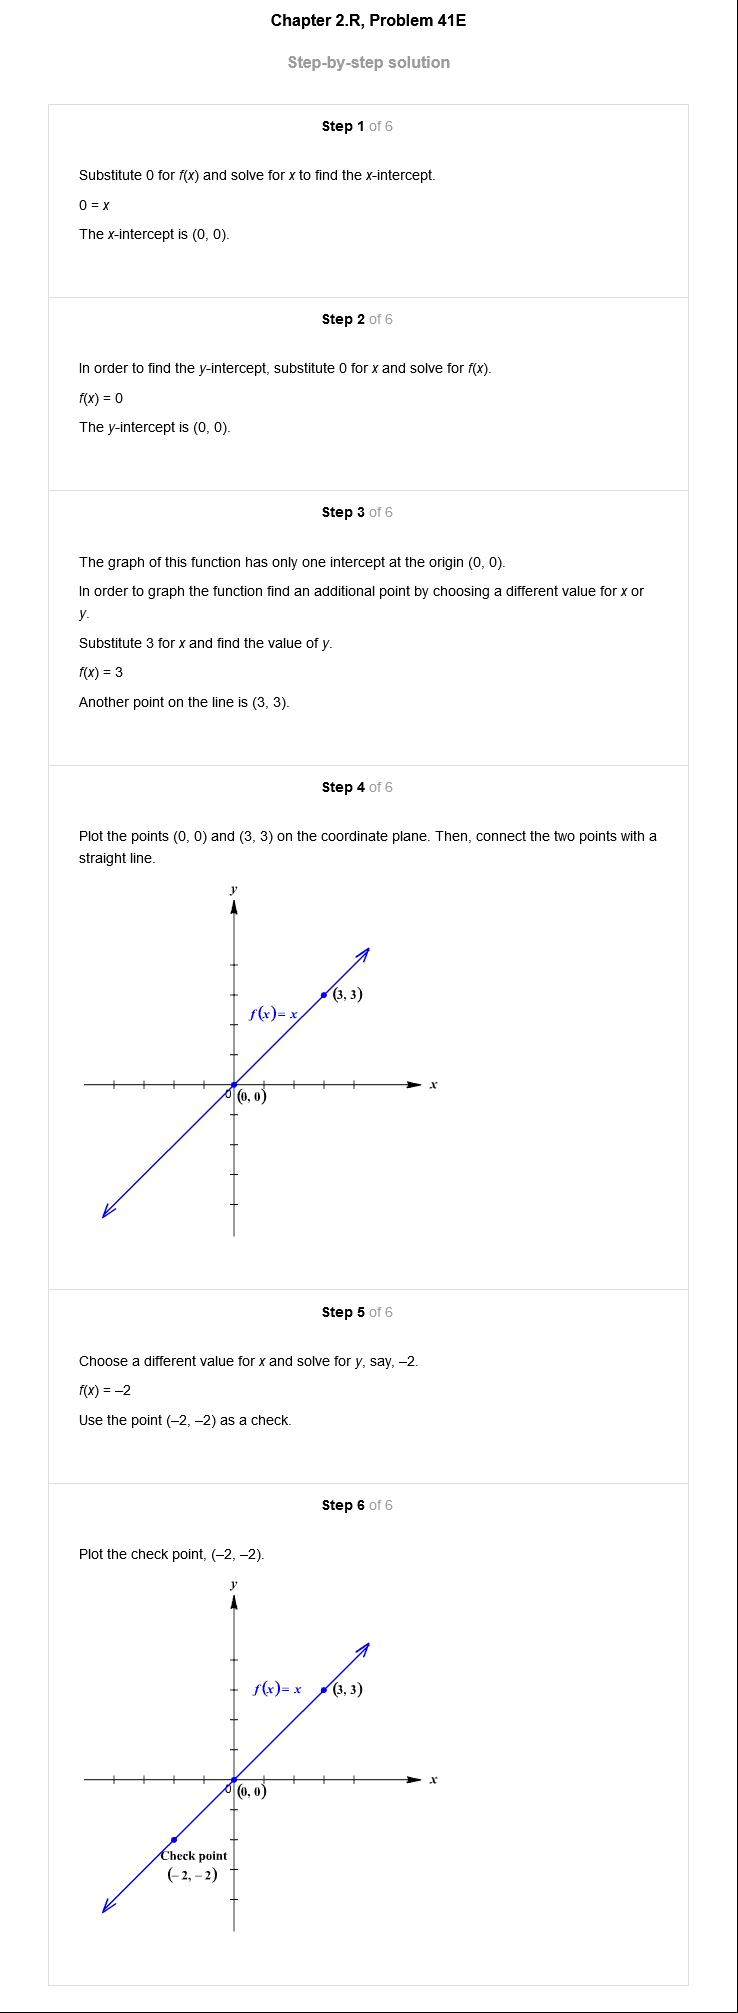 Chapter 2.R, Problem 41E
Step-by-step solution
Step 1 of 6
Substitute 0 for f(x) and solve for x to find the x-intercept.
0 = x
The x-intercept is (0, 0).
Step 2 of 6
In order to find the y-intercept, substitute 0 for x and solve for f(x).
f(x) = 0
The y-intercept is (0, 0).
Step 3 of 6
The graph of this function has only one intercept at the origin (0, 0).
In order to graph the function find an additional point by choosing a different value for x or
y.
Substitute 3 for x and find the value of y.
f(x) = 3
Another point on the line is (3, 3).
Step 4 of 6
Plot the points (0, 0) and (3, 3) on the coordinate plane. Then, connect the two points with a
straight line.
y
(3, 3)
f(x)= x
x
0 (0, 0)
Step 5 of 6
Choose a different value for x and solve for y, say, –2.
f(x) = –2
Use the point (–2, –2) as a check.
Step 6 of 6
Plot the check point, (–2, –2).
y
f(x)= x (3, 3)
x
0 (0, 0)
Check point
(– 2, – 2)